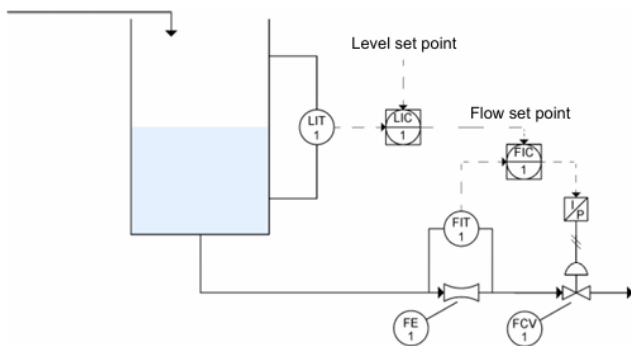 Level set point
LIT
1
LIC
1
Flow set point
FIC
1
I
P
FIT
1
FE
1
FCV
1